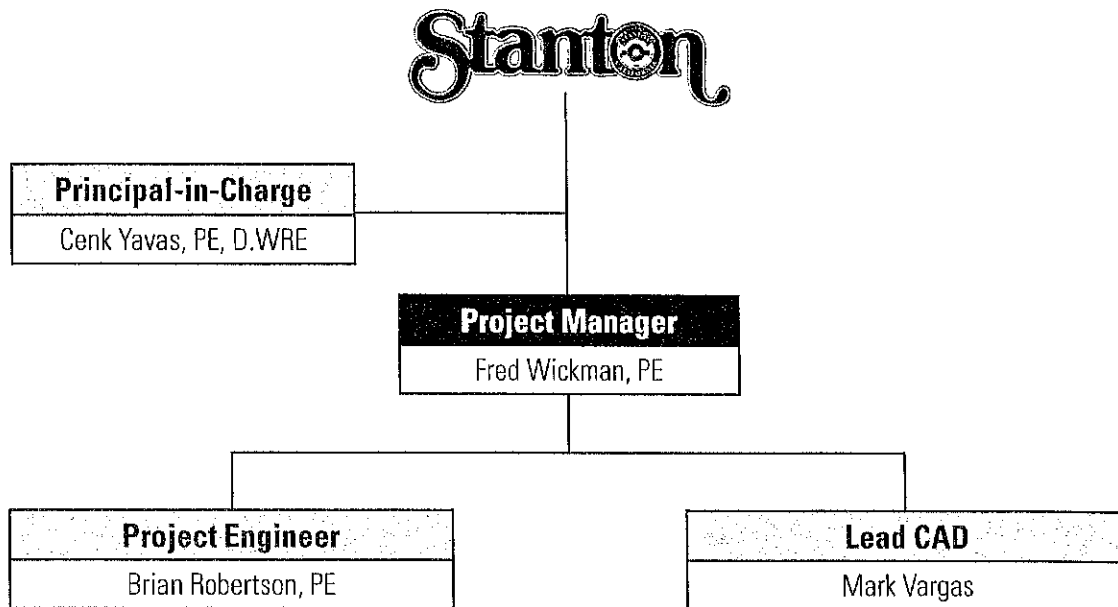 Stanton
Principal-in-Charge
Cenk Yavas, PE, D.WRE
Project Manager
Fred Wickman, PE
Project Engineer
Brian Robertson, PE
Lead CAD
Mark Vargas